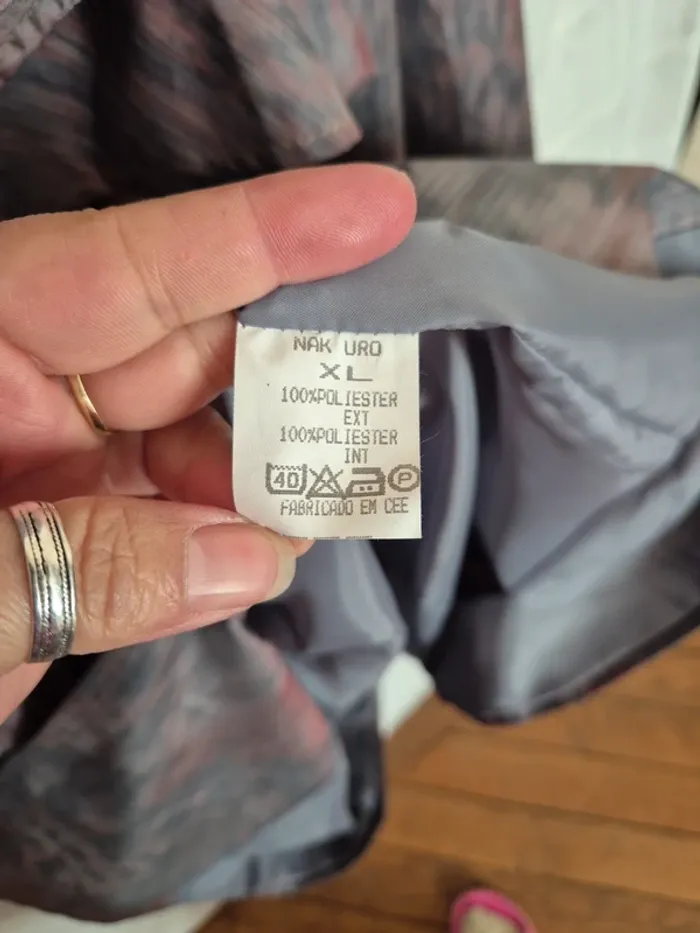 NAK URO
XL
100%POLIESTER
EXT
100%POLIESTER
INT
40 P
FABRICADO EM CEE